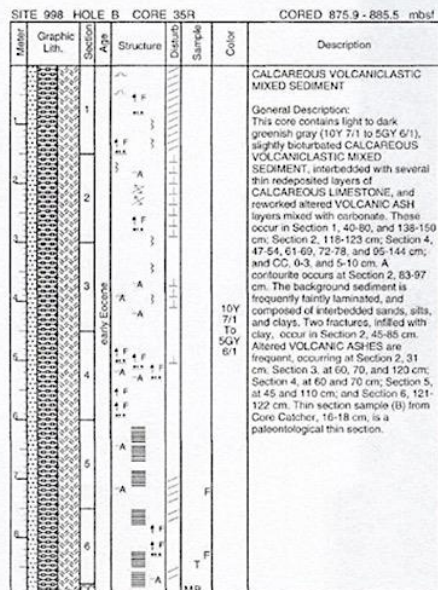 SITE 998 HOLE B CORE 35R CORED 875.9 - 885.5 mbsf
Meter
Graphic Lith.
Section
Age
Structure
Disturb
Sample
Color
Description
CALCAREOUS VOLCANICLASTIC
MIXED SEDIMENT
General Description:
This core contains light to dark
greenish gray (10Y 7/1 to 5GY 6/1),
slightly bioturbated CALCAREOUS
VOLCANICLASTIC MIXED
SEDIMENT, interbedded with several
thin redeposited layers of
CALCAREOUS LIMESTONE, and
reworked altered VOLCANIC ASH
layers mixed with carbonate. These
occur in Section 1, 40-80, and 138-150
cm; Section 2, 118-123 cm; Section 4,
47-54, 61-69, 72-78, and 95-144 cm;
and CC, 0-3, and 5-10 cm. A
contourite occurs at Section 2, 83-97
cm. The background sediment is
frequently faintly laminated, and
composed of interbedded sands, silts,
and clays. Two fractures, infilled with
clay, occur in Section 2, 45-85 cm.
Altered VOLCANIC ASHES are
frequent, occurring at Section 2, 31
cm, Section 3, at 60, 70, and 120 cm;
Section 4, at 60 and 70 cm; Section 5,
at 45 and 110 cm; and Section 6, 121-
122 cm. Thin section sample (B) from
Core Catcher, 16-18 cm, is a
paleontological thin section.
1
2
3
4
5
6
early Eocene
10Y
7/1
To
5GY
6/1
F
F
T